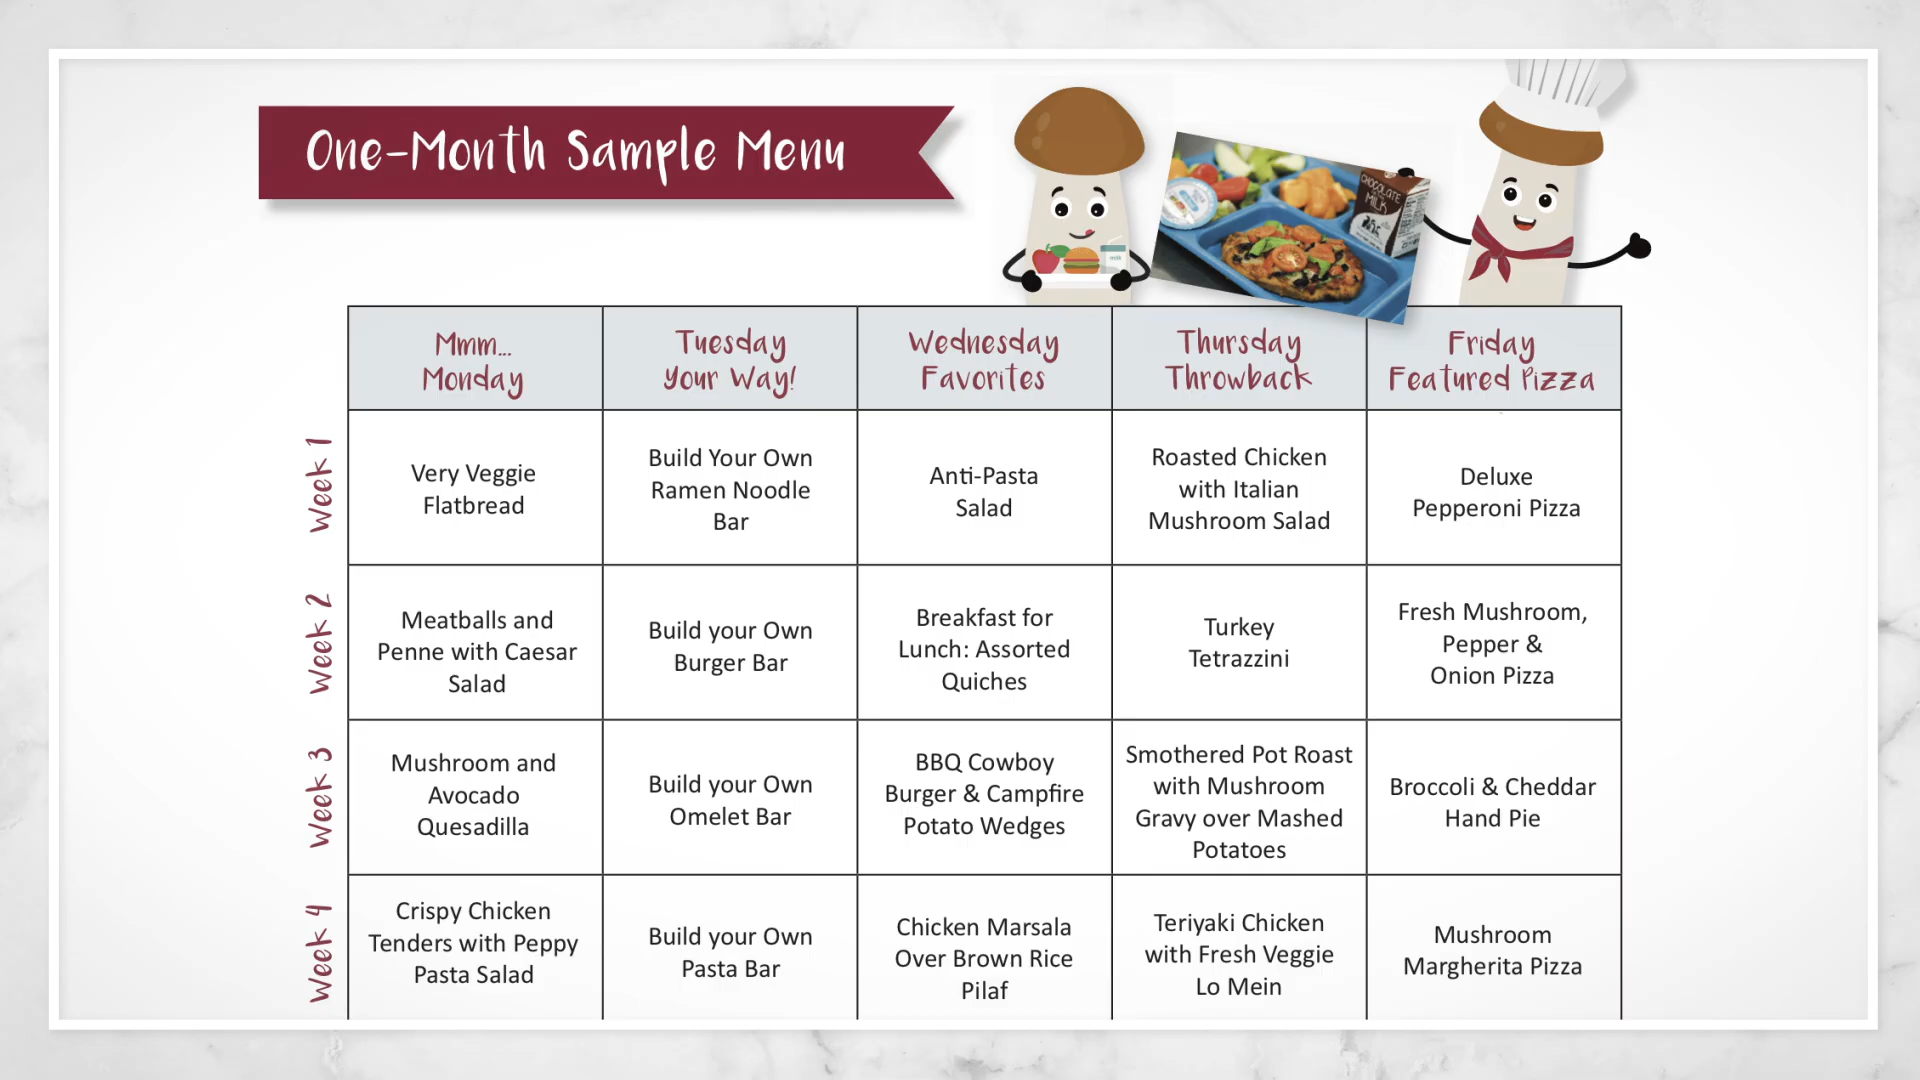 One-Month Sample Menu
CHOCOLATE
MILK
milk
Mmm...
Monday
Tuesday
Your Way!
Wednesday
Favorites
Thursday
Throwback
Friday
Featured Pizza
Week 1
Very Veggie
Flatbread
Build Your Own
Ramen Noodle
Bar
Anti-Pasta
Salad
Roasted Chicken
with Italian
Mushroom Salad
Deluxe
Pepperoni Pizza
Week 2
Meatballs and
Penne with Caesar
Salad
Build your Own
Burger Bar
Breakfast for
Lunch: Assorted
Quiches
Turkey
Tetrazzini
Fresh Mushroom,
Pepper &
Onion Pizza
Week 3
Mushroom and
Avocado
Quesadilla
Build your Own
Omelet Bar
BBQ Cowboy
Burger & Campfire
Potato Wedges
Smothered Pot Roast
with Mushroom
Gravy over Mashed
Potatoes
Broccoli & Cheddar
Hand Pie
Week 4
Crispy Chicken
Tenders with Peppy
Pasta Salad
Build your Own
Pasta Bar
Chicken Marsala
Over Brown Rice
Pilaf
Teriyaki Chicken
with Fresh Veggie
Lo Mein
Mushroom
Margherita Pizza